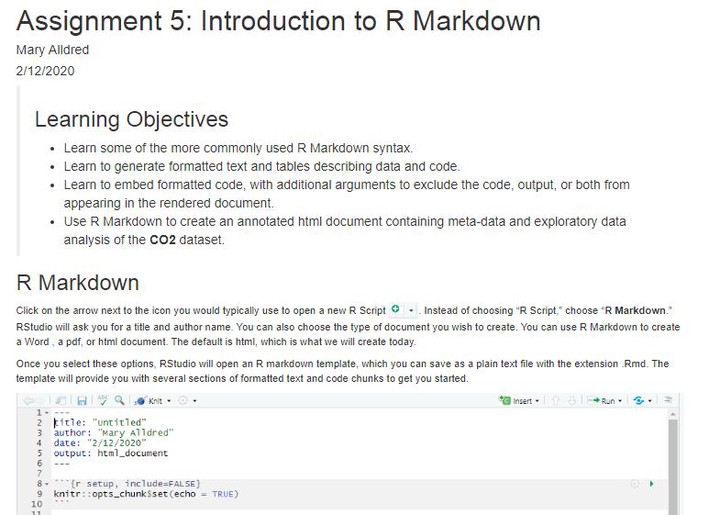 Assignment 5: Introduction to R Markdown
Mary Alldred
2/12/2020
Learning Objectives
• Learn some of the more commonly used R Markdown syntax.
• Learn to generate formatted text and tables describing data and code.
• Learn to embed formatted code, with additional arguments to exclude the code, output, or both from
appearing in the rendered document.
• Use R Markdown to create an annotated html document containing meta-data and exploratory data
analysis of the CO2 dataset.
R Markdown
Click on the arrow next to the icon you would typically use to open a new R Script . Instead of choosing “R Script,” choose “R Markdown.”
RStudio will ask you for a title and author name. You can also choose the type of document you wish to create. You can use R Markdown to create
a Word , a pdf, or html document. The default is html, which is what we will create today.
Once you select these options, RStudio will open an R markdown template, which you can save as a plain text file with the extension .Rmd. The
template will provide you with several sections of formatted text and code chunks to get you started.
ABC Knit Insert Run
1 ---
2 title: "Untitled"
3 author: "Mary Alldred"
4 date: "2/12/2020"
5 output: html_document
6 ---
7
8 ```{r setup, include=FALSE}
9 knitr::opts_chunk$set(echo = TRUE)
10 ```
11